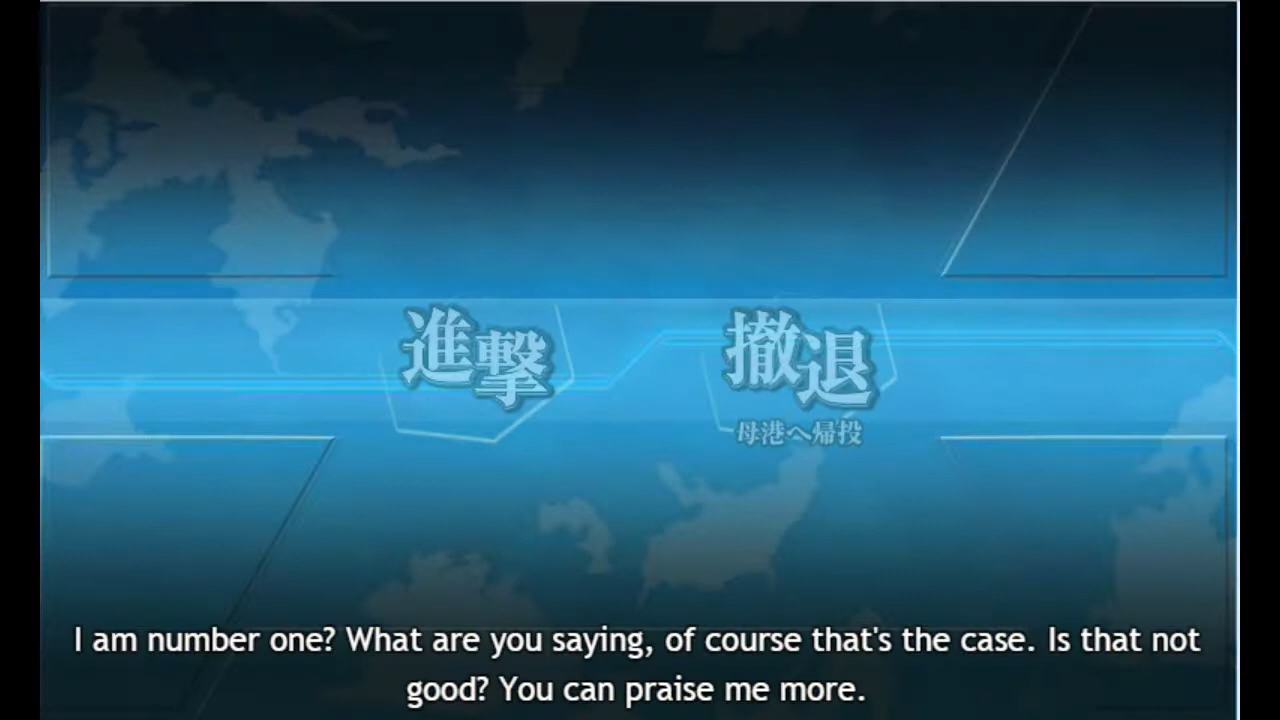 進撃
撤退
母港へ帰投
I am number one? What are you saying, of course that's the case. Is that not
good? You can praise me more.